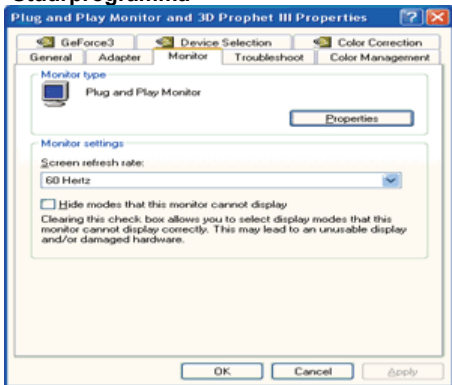 Stuurprogramma
Plug and Play Monitor and 3D Prophet III Properties
GeForce3 Device Selection Color Correction
General Adapter Monitor Troubleshoot Color Management
Monitor type
Plug and Play Monitor
Properties
Monitor settings
Screen refresh rate:
60 Hertz
Hide modes that this monitor cannot display
Clearing this check box allows you to select display modes that this
monitor cannot display correctly. This may lead to an unusable display
and/or damaged hardware.
OK Cancel Apply